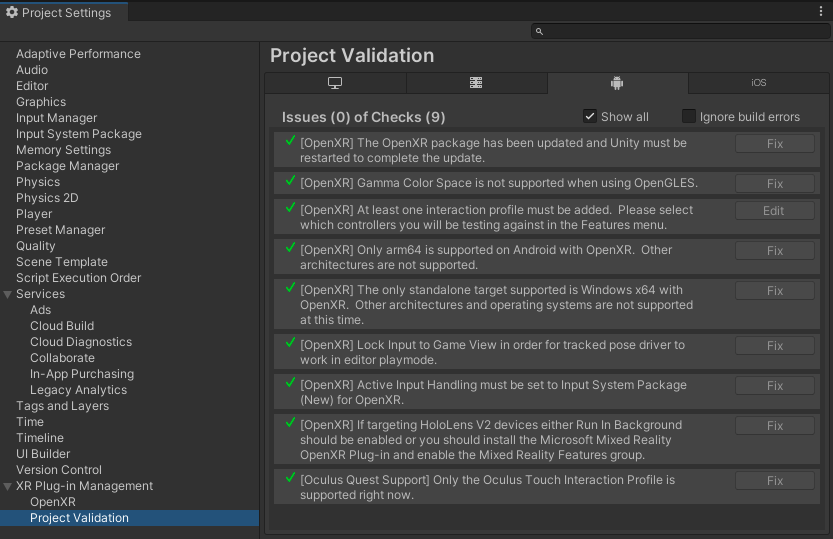 Project Settings
Adaptive Performance
Audio
Editor
Graphics
Input Manager
Input System Package
Memory Settings
Package Manager
Physics
Physics 2D
Player
Preset Manager
Quality
Scene Template
Script Execution Order
Services
Ads
Cloud Build
Cloud Diagnostics
Collaborate
In-App Purchasing
Legacy Analytics
Tags and Layers
Time
Timeline
UI Builder
Version Control
XR Plug-in Management
OpenXR
Project Validation
Project Validation
iOS
Issues (0) of Checks (9)
Show all
Ignore build errors
[OpenXR] The OpenXR package has been updated and Unity must be
restarted to complete the update.
Fix
[OpenXR] Gamma Color Space is not supported when using OpenGLES.
Fix
[OpenXR] At least one interaction profile must be added.  Please select
which controllers you will be testing against in the Features menu.
Edit
[OpenXR] Only arm64 is supported on Android with OpenXR.  Other
architectures are not supported.
Fix
[OpenXR] The only standalone target supported is Windows x64 with
OpenXR.  Other architectures and operating systems are not supported
at this time.
Fix
[OpenXR] Lock Input to Game View in order for tracked pose driver to
work in editor playmode.
Fix
[OpenXR] Active Input Handling must be set to Input System Package
(New) for OpenXR.
Fix
[OpenXR] If targeting HoloLens V2 devices either Run In Background
should be enabled or you should install the Microsoft Mixed Reality
OpenXR Plug-in and enable the Mixed Reality Features group.
Fix
[Oculus Quest Support] Only the Oculus Touch Interaction Profile is
supported right now.
Fix